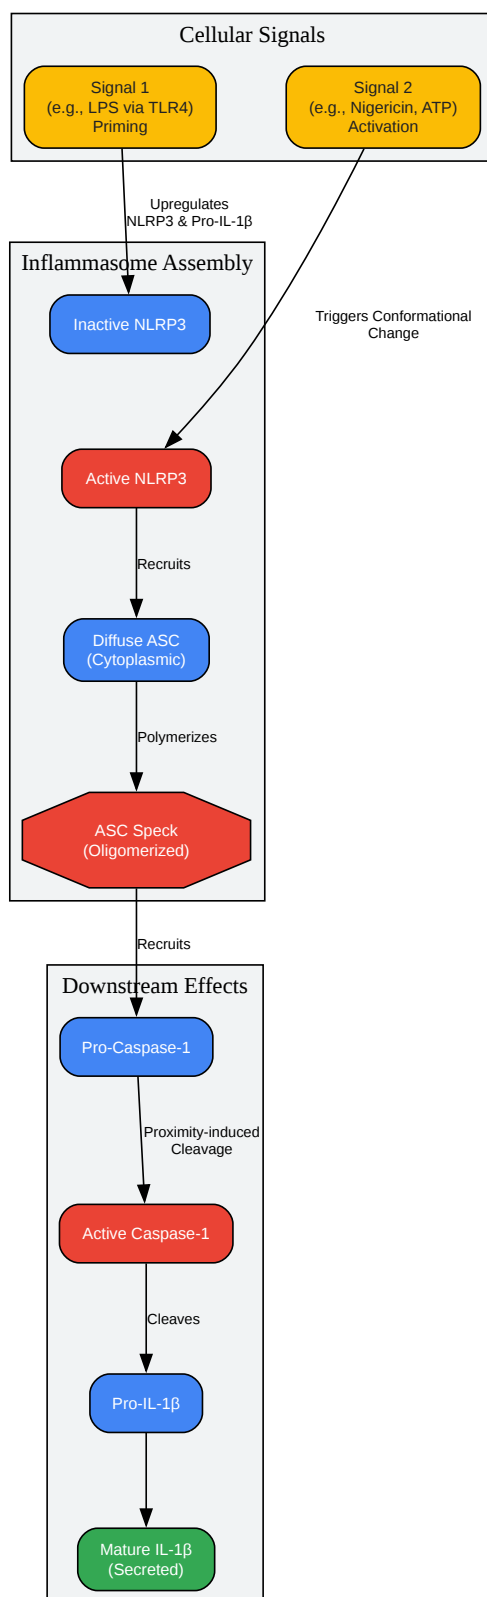 Cellular Signals
Signal 1
(e.g., LPS via TLR4)
Priming
Signal 2
(e.g., Nigericin, ATP)
Activation
Upregulates
NLRP3 & Pro-IL-1β
Inflammasome Assembly
Inactive NLRP3
Triggers Conformational
Change
Active NLRP3
Recruits
Diffuse ASC
(Cytoplasmic)
Polymerizes
ASC Speck
(Oligomerized)
Recruits
Downstream Effects
Pro-Caspase-1
Proximity-induced
Cleavage
Active Caspase-1
Cleaves
Pro-IL-1β
Mature IL-1β
(Secreted)